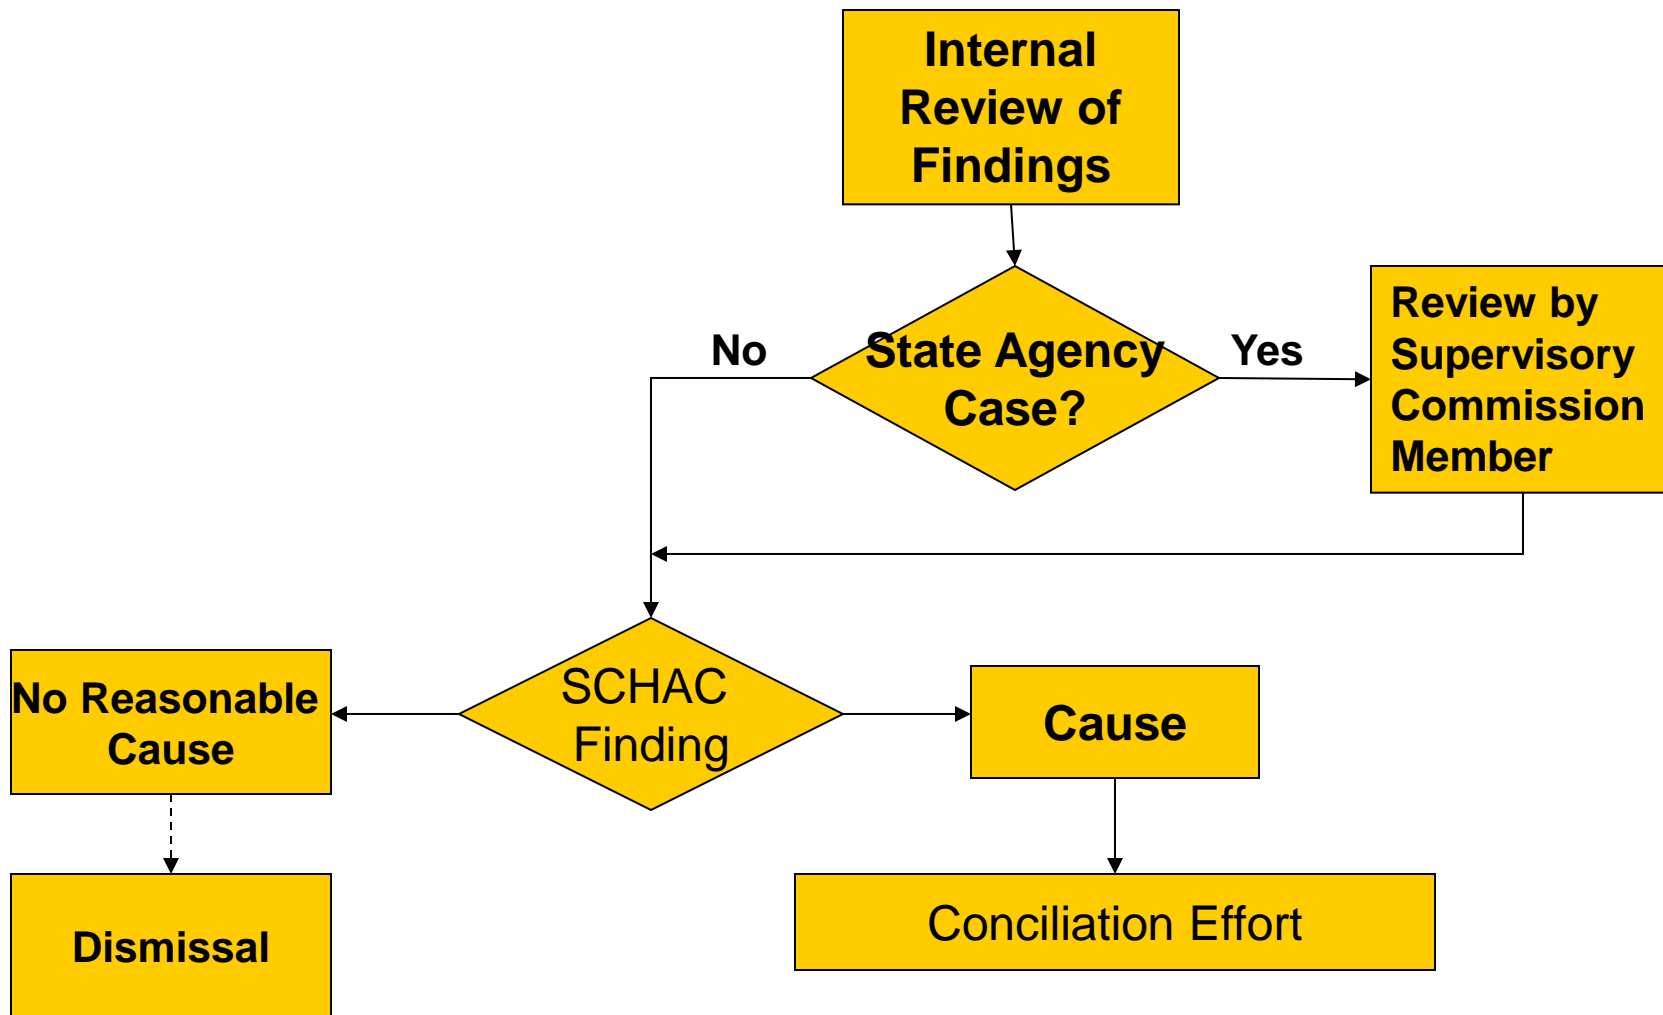 Internal
Review of
Findings
No
State Agency
Case?
Yes
Review by
Supervisory
Commission
Member
No Reasonable
Cause
SCHAC
Finding
Cause
Dismissal
Conciliation Effort